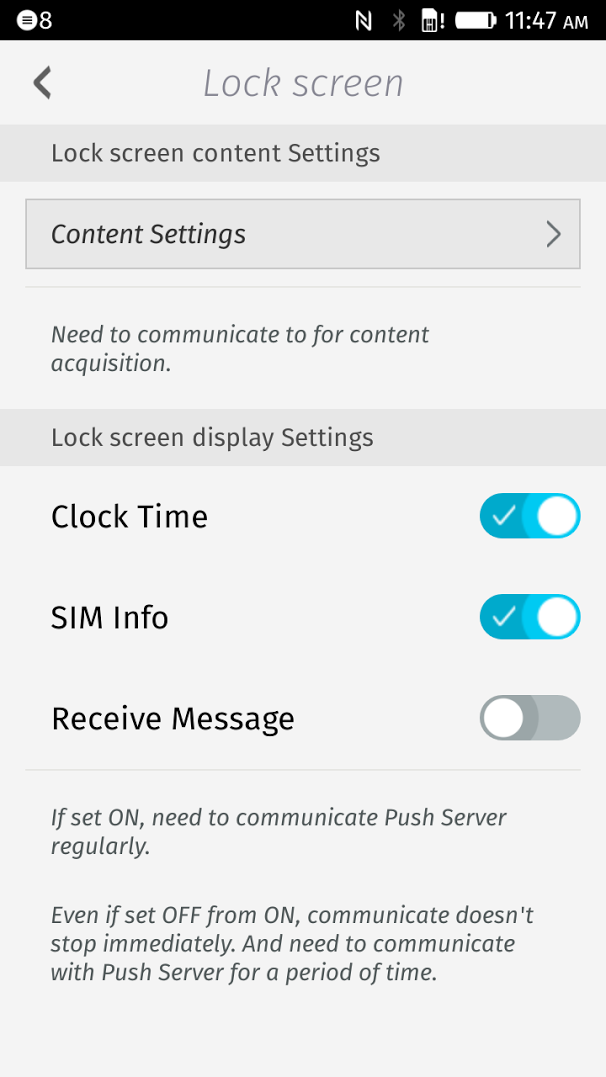 8 11:47 AM
Lock screen
Lock screen content Settings
Content Settings
Need to communicate to for content
acquisition.
Lock screen display Settings
Clock Time
SIM Info
Receive Message
If set ON, need to communicate Push Server
regularly.
Even if set OFF from ON, communicate doesn't
stop immediately. And need to communicate
with Push Server for a period of time.